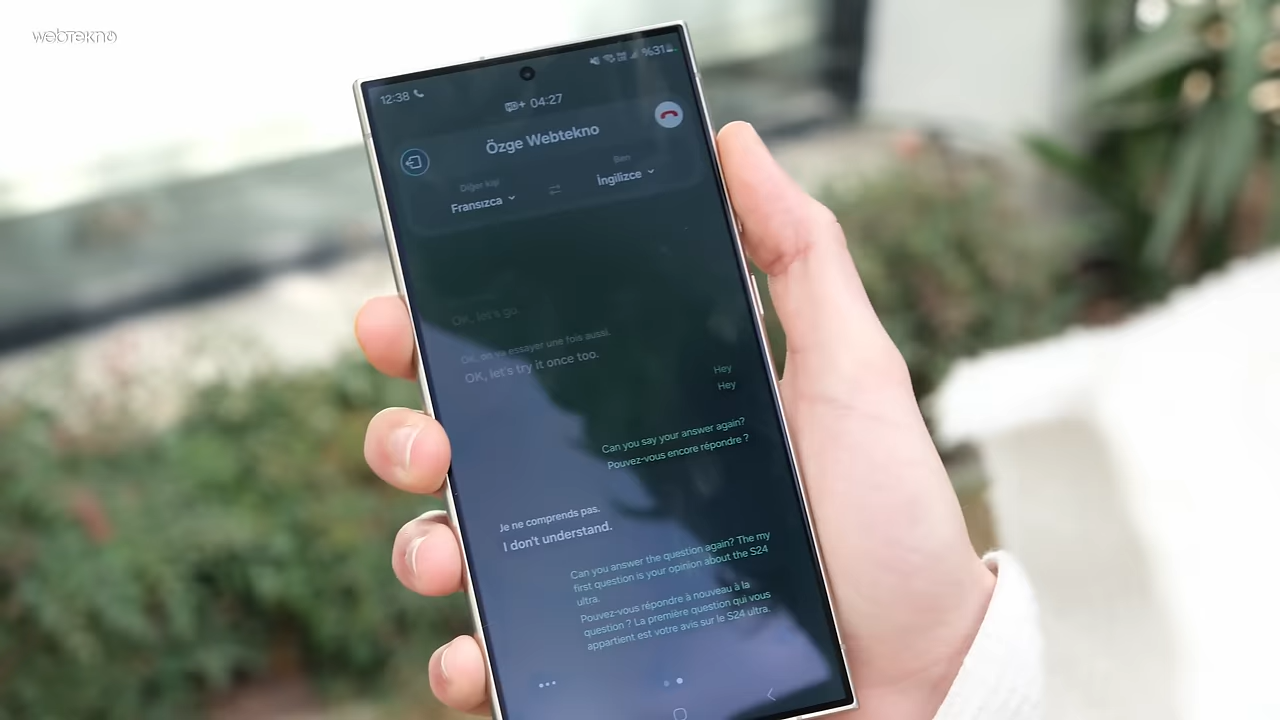 webtekno
12:38
%31
HD+ 04:27
Özge Webtekno
Diğer kişi
Ben
Fransızca
İngilizce
OK, let's go.
OK, on va essayer une fois aussi.
OK, let's try it once too.
Hey
Hey
Can you say your answer again?
Pouvez-vous encore répondre ?
Je ne comprends pas.
I don't understand.
Can you answer the question again? The my
first question is your opinion about the S24
ultra.
Pouvez-vous répondre à nouveau à la
question ? La première question qui vous
appartient est votre avis sur le S24 ultra.